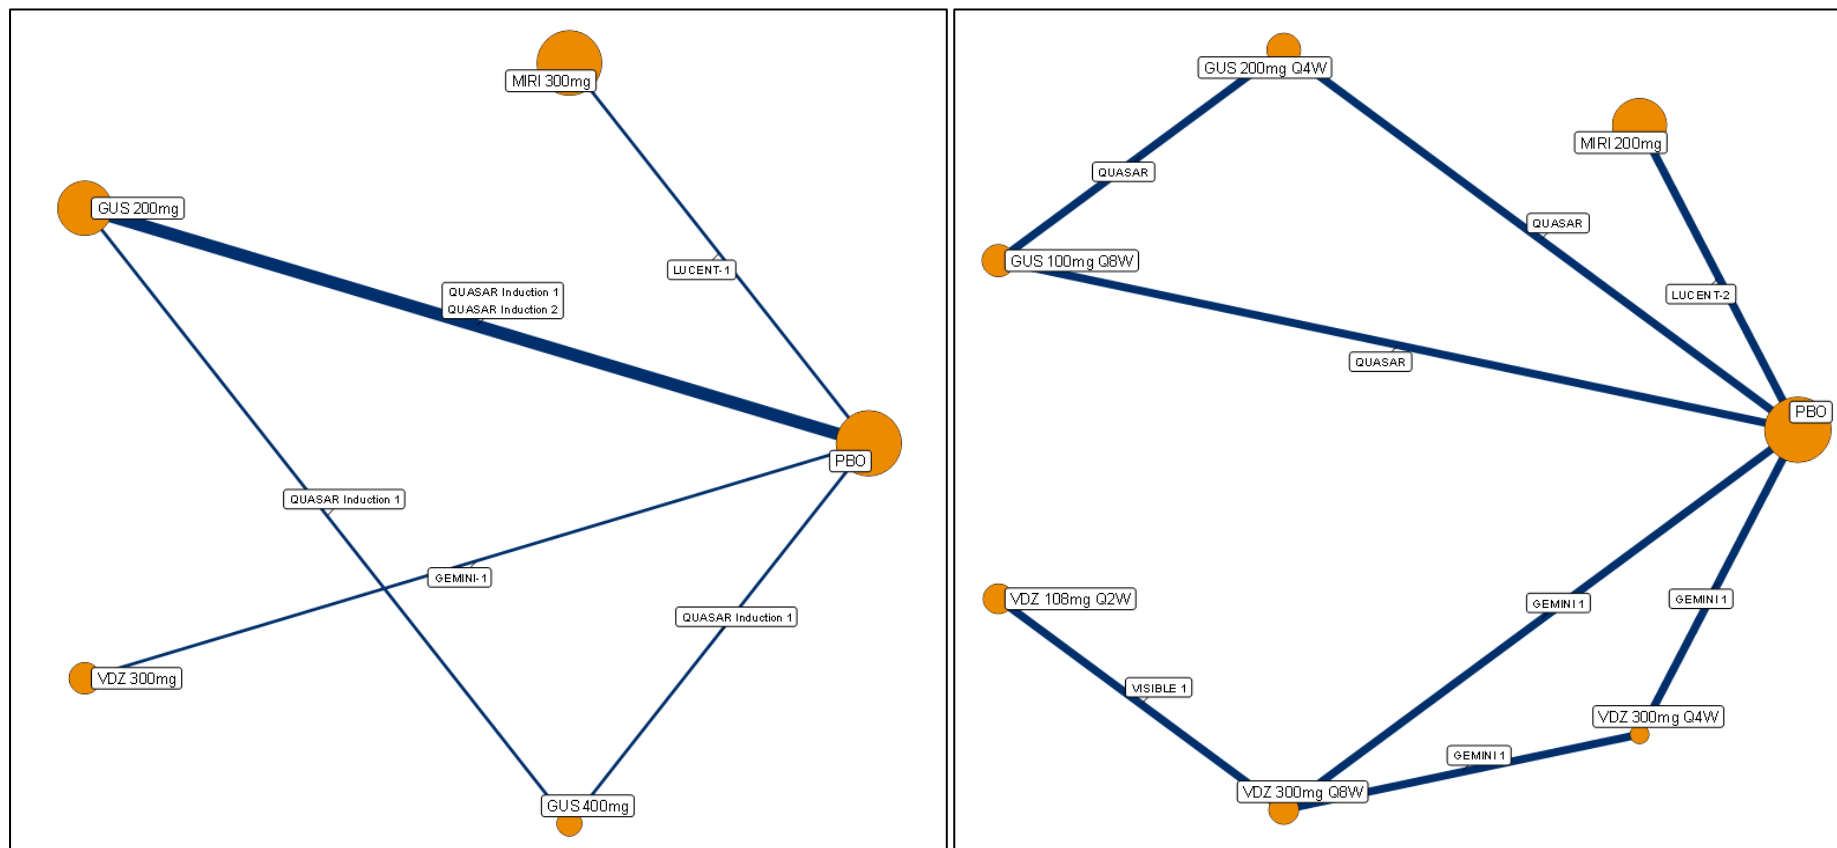 MIRI 300mg
GUS 200mg
LUCENT-1
QUASAR Induction 1
QUASAR Induction 2
PBO
QUASAR Induction 1
GEMINI-1
QUASAR Induction 1
VDZ 300mg
GUS 400mg
GUS 200mg Q4W
MIRI 200mg
QUASAR
QUASAR
GUS 100mg Q8W
LUCENT-2
QUASAR
PBO
VDZ 108mg Q2W
GEMINI 1
GEMINI 1
VISIBLE 1
VDZ 300mg Q4W
GEMINI 1
VDZ 300mg Q8W